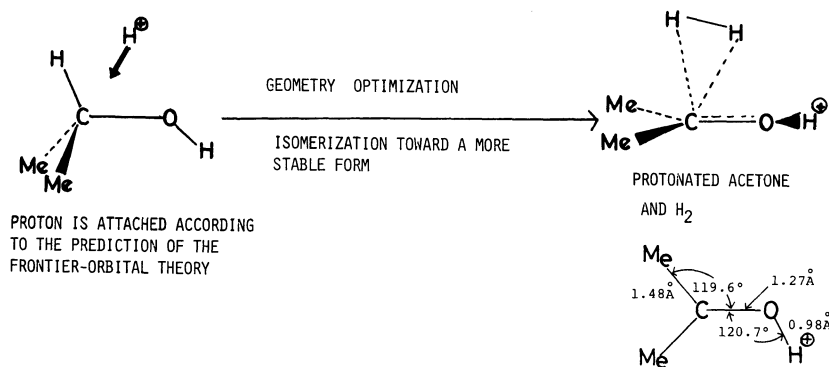 H⊕
H
C
O
H
Me
Me
PROTON IS ATTACHED ACCORDING
TO THE PREDICTION OF THE
FRONTIER-ORBITAL THEORY
GEOMETRY OPTIMIZATION
ISOMERIZATION TOWARD A MORE
STABLE FORM
H
H
Me
Me
C
O
H⊕
PROTONATED ACETONE
AND H2
Me
119.6°
1.27Å
1.48Å
C
O
120.7°
0.98Å
Me
H⊕